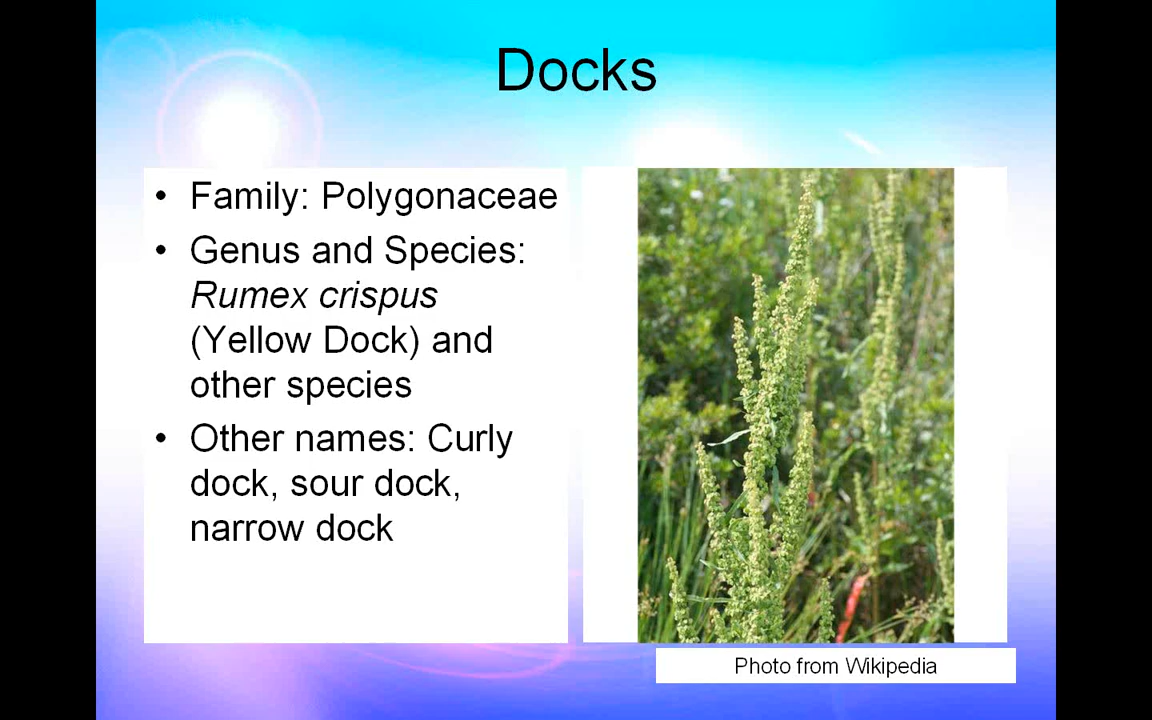 Docks
• Family: Polygonaceae
• Genus and Species:
Rumex crispus
(Yellow Dock) and
other species
• Other names: Curly
dock, sour dock,
narrow dock
Photo from Wikipedia